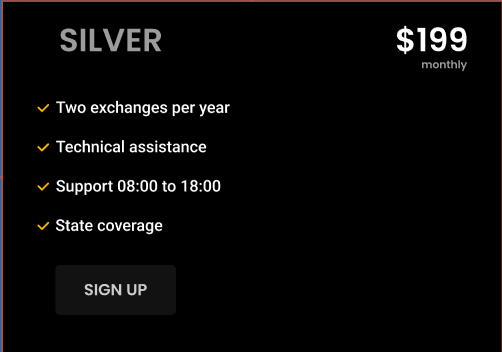 SILVER
$199
monthly
Two exchanges per year
Technical assistance
Support 08:00 to 18:00
State coverage
SIGN UP